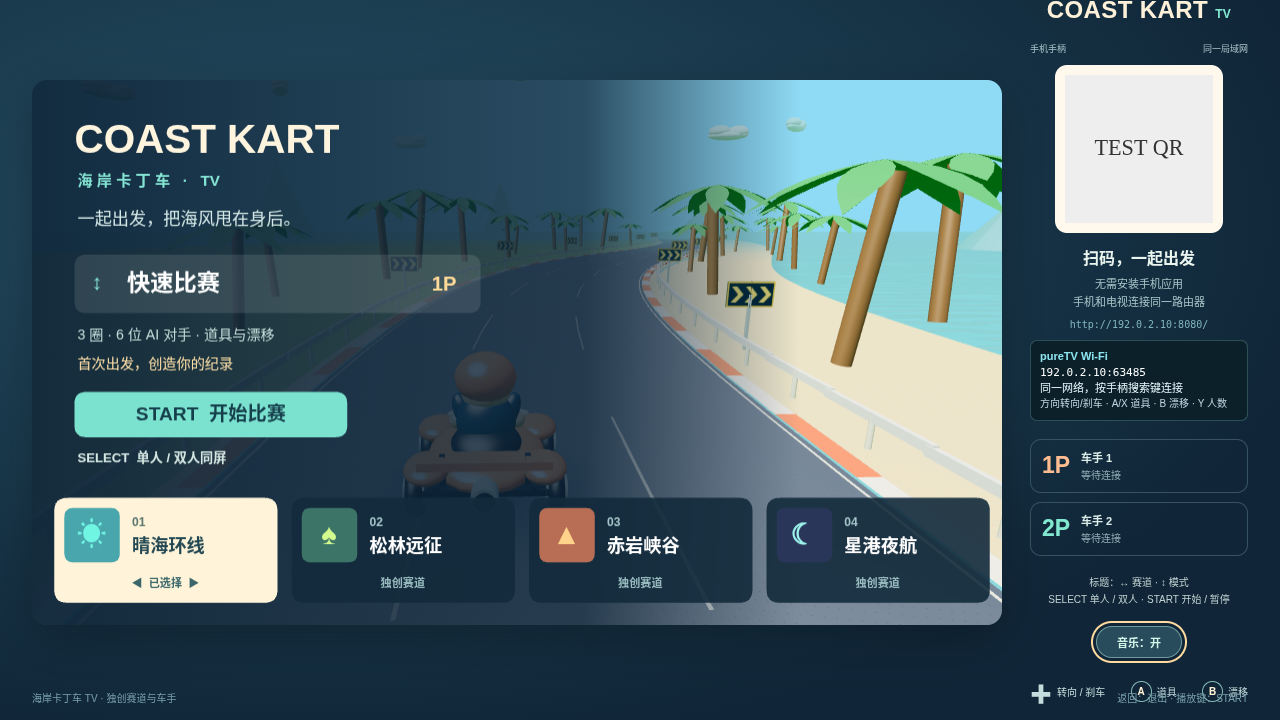 COAST KART
海岸卡丁车 · TV
一起出发，把海风甩在身后。
↕ 快速比赛 1P
3 圈 · 6 位 AI 对手 · 道具与漂移
首次出发，创造你的纪录
START 开始比赛
SELECT 单人 / 双人同屏
01
晴海环线
◀ 已选择 ▶
02
松林远征
独创赛道
03
赤岩峡谷
独创赛道
04
星港夜航
独创赛道
海岸卡丁车 TV · 独创赛道与车手
COAST KART TV
手机手柄 同一局域网
TEST QR
扫码，一起出发
无需安装手机应用
手机和电视连接同一路由器
http://192.0.2.10:8080/
pureTV Wi-Fi
192.0.2.10:63485
同一网络，按手柄搜索键连接
方向转向/刹车 · A/X 道具 · B 漂移 · Y 人数
1P 车手 1
等待连接
2P 车手 2
等待连接
标题：↔ 赛道 · ↕ 模式
SELECT 单人 / 双人 · START 开始 / 暂停
音乐：开
转向 / 刹车 A 道具 B 漂移
返回：退出 · 播放键：START